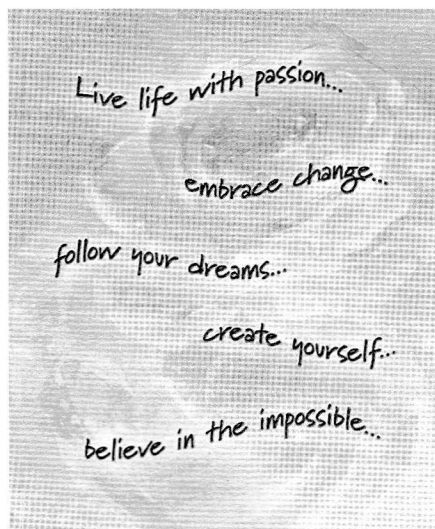 Live life with passion...
embrace change...
follow your dreams...
create yourself...
believe in the impossible...